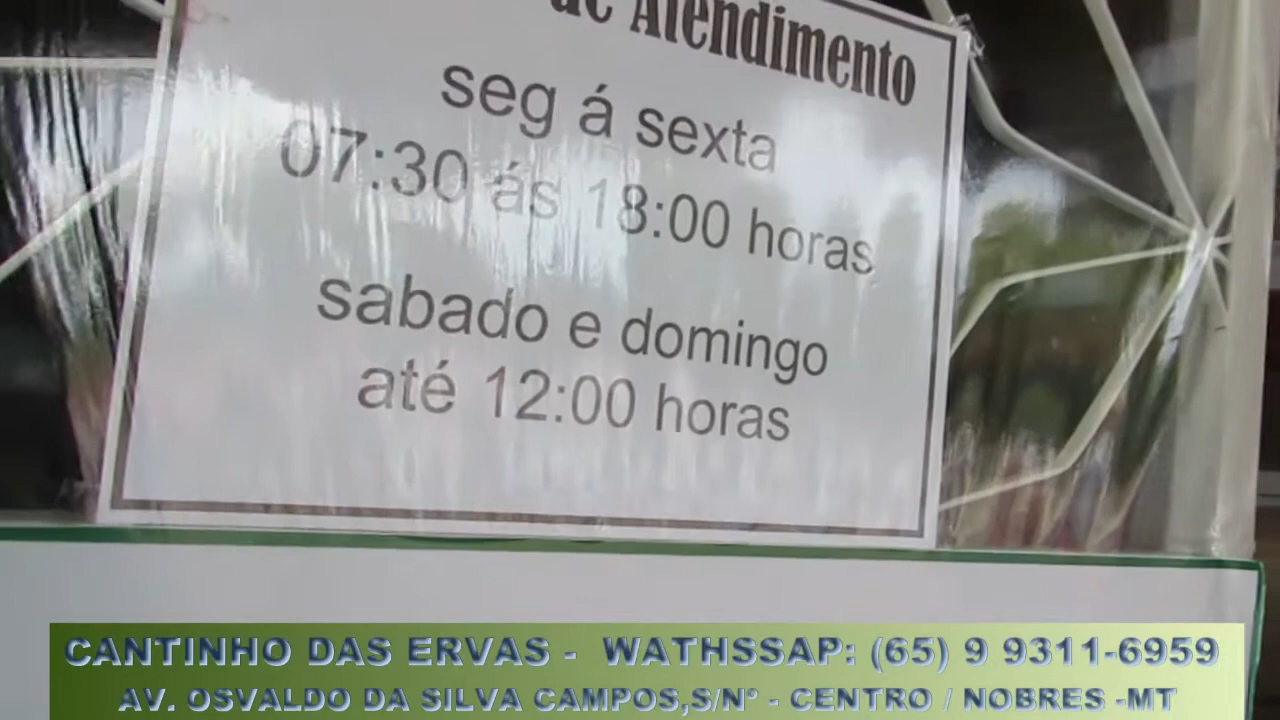 de Atendimento
seg á sexta
07:30 ás 18:00 horas
sabado e domingo
até 12:00 horas
CANTINHO DAS ERVAS - WATHSSAP: (65) 9 9311-6959
AV. OSVALDO DA SILVA CAMPOS,S/Nº - CENTRO / NOBRES -MT